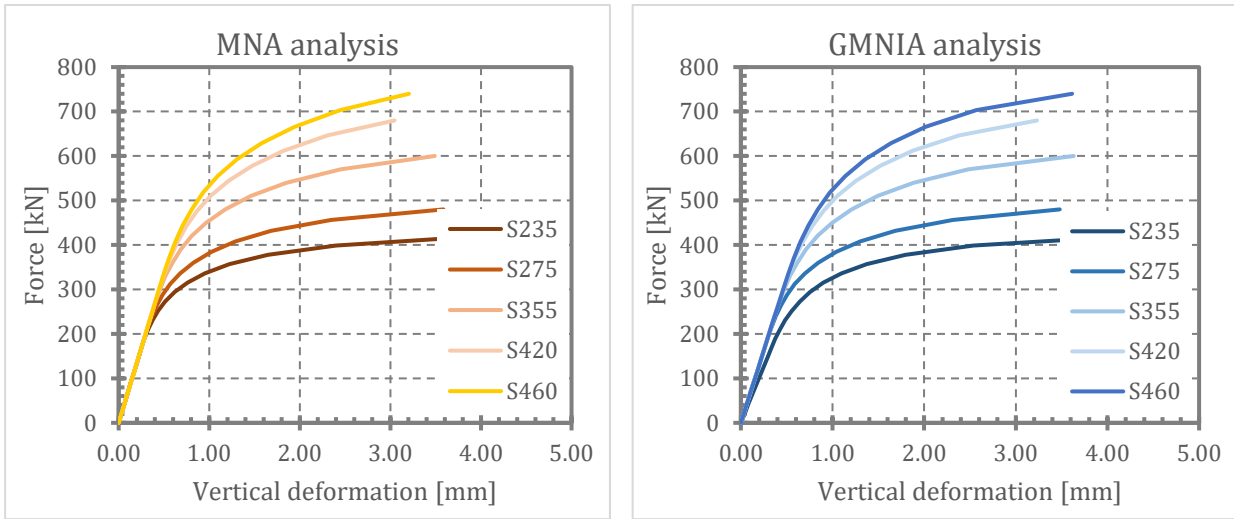 MNA analysis
800
700
600
500
400
300
200
100
0
Force [kN]
0.00 1.00 2.00 3.00 4.00 5.00
Vertical deformation [mm]
S235
S275
S355
S420
S460
GMNIA analysis
800
700
600
500
400
300
200
100
0
Force [kN]
0.00 1.00 2.00 3.00 4.00 5.00
Vertical deformation [mm]
S235
S275
S355
S420
S460